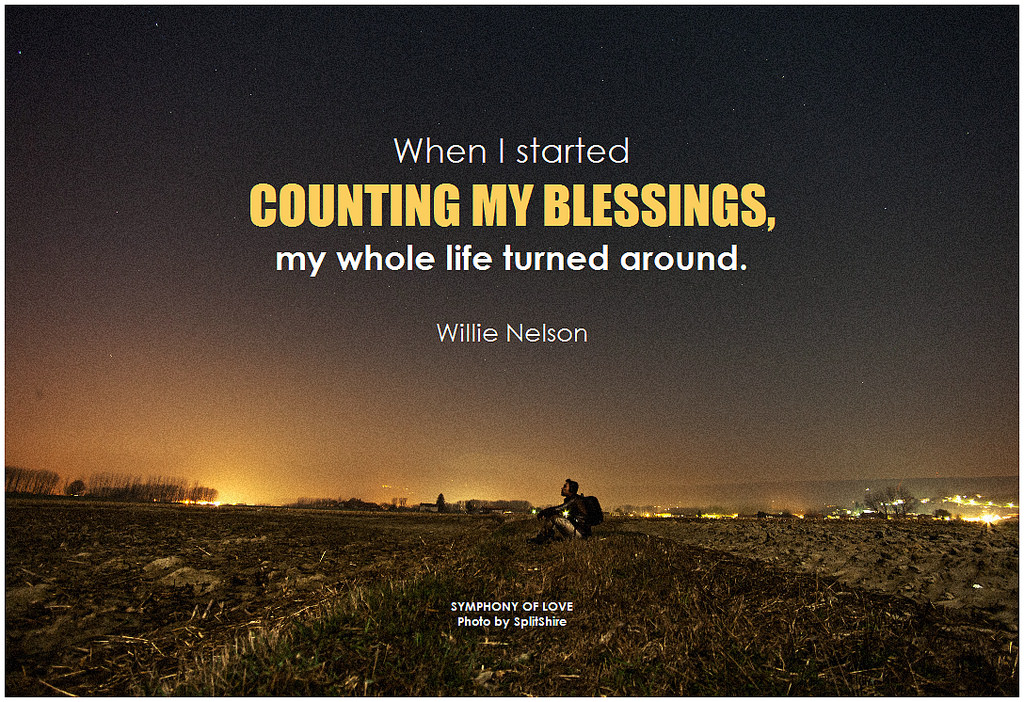 When I started
COUNTING MY BLESSINGS,
my whole life turned around.
Willie Nelson
SYMPHONY OF LOVE
Photo by SplitShire